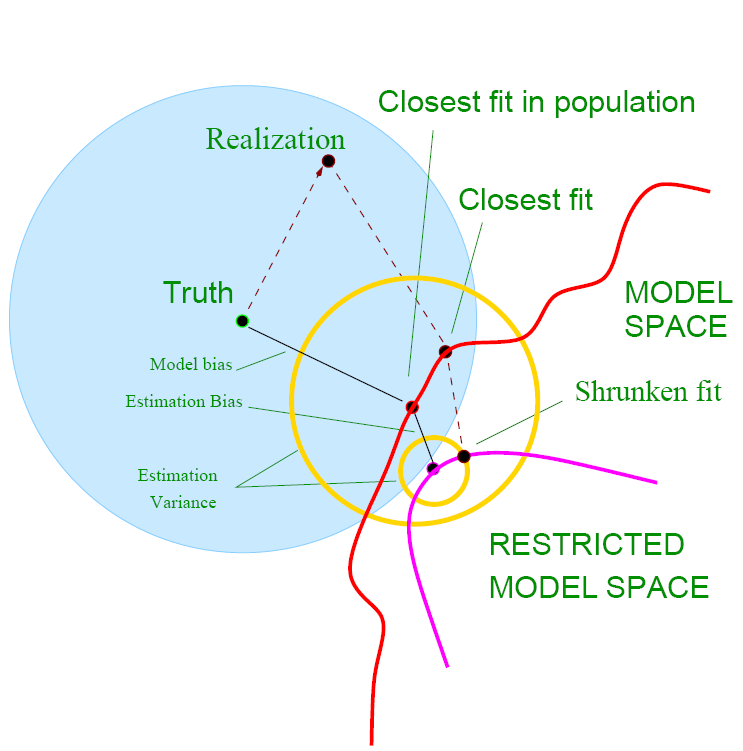 Closest fit in population
Realization
Closest fit
Truth
MODEL
SPACE
Model bias
Shrunken fit
Estimation Bias
Estimation
Variance
RESTRICTED
MODEL SPACE